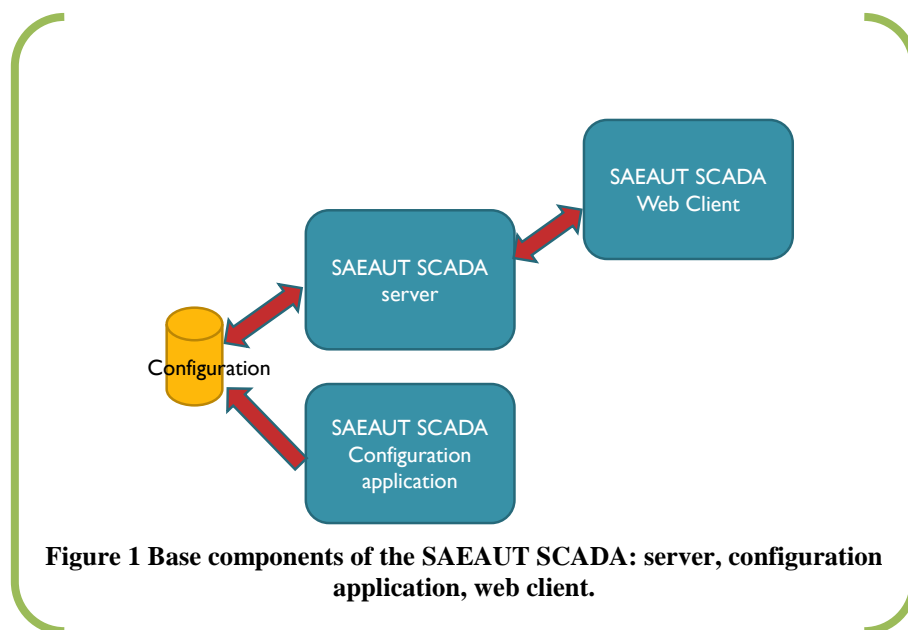 SAEAUT SCADA
Web Client
SAEAUT SCADA
server
Configuration
SAEAUT SCADA
Configuration
application
Figure 1 Base components of the SAEAUT SCADA: server, configuration
application, web client.